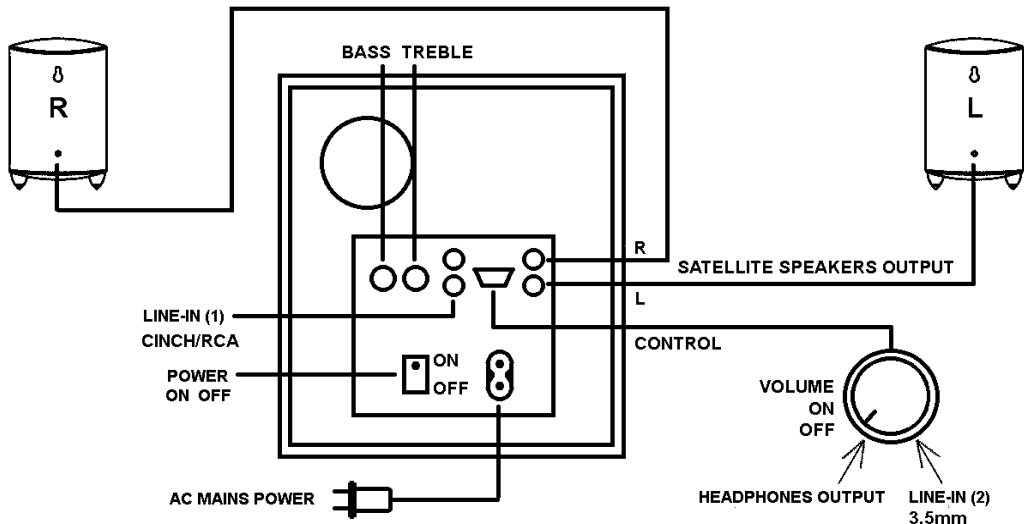 BASS TREBLE
R
L
R
SATELLITE SPEAKERS OUTPUT
L
LINE-IN (1)
CINCH/RCA
CONTROL
POWER
ON OFF
ON
OFF
VOLUME
ON
OFF
AC MAINS POWER
HEADPHONES OUTPUT
LINE-IN (2)
3.5mm